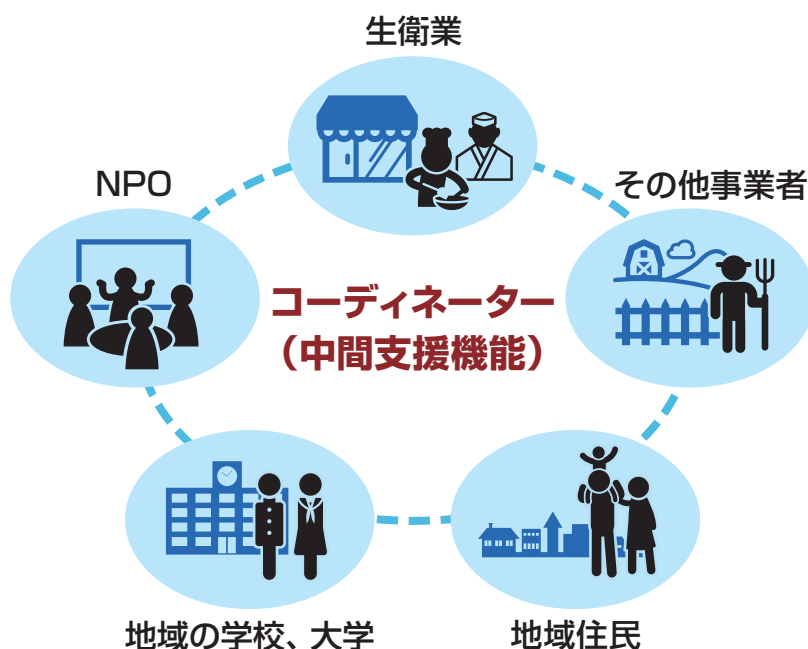 生衛業
NPO
その他事業者
コーディネーター
（中間支援機能）
地域の学校、大学
地域住民